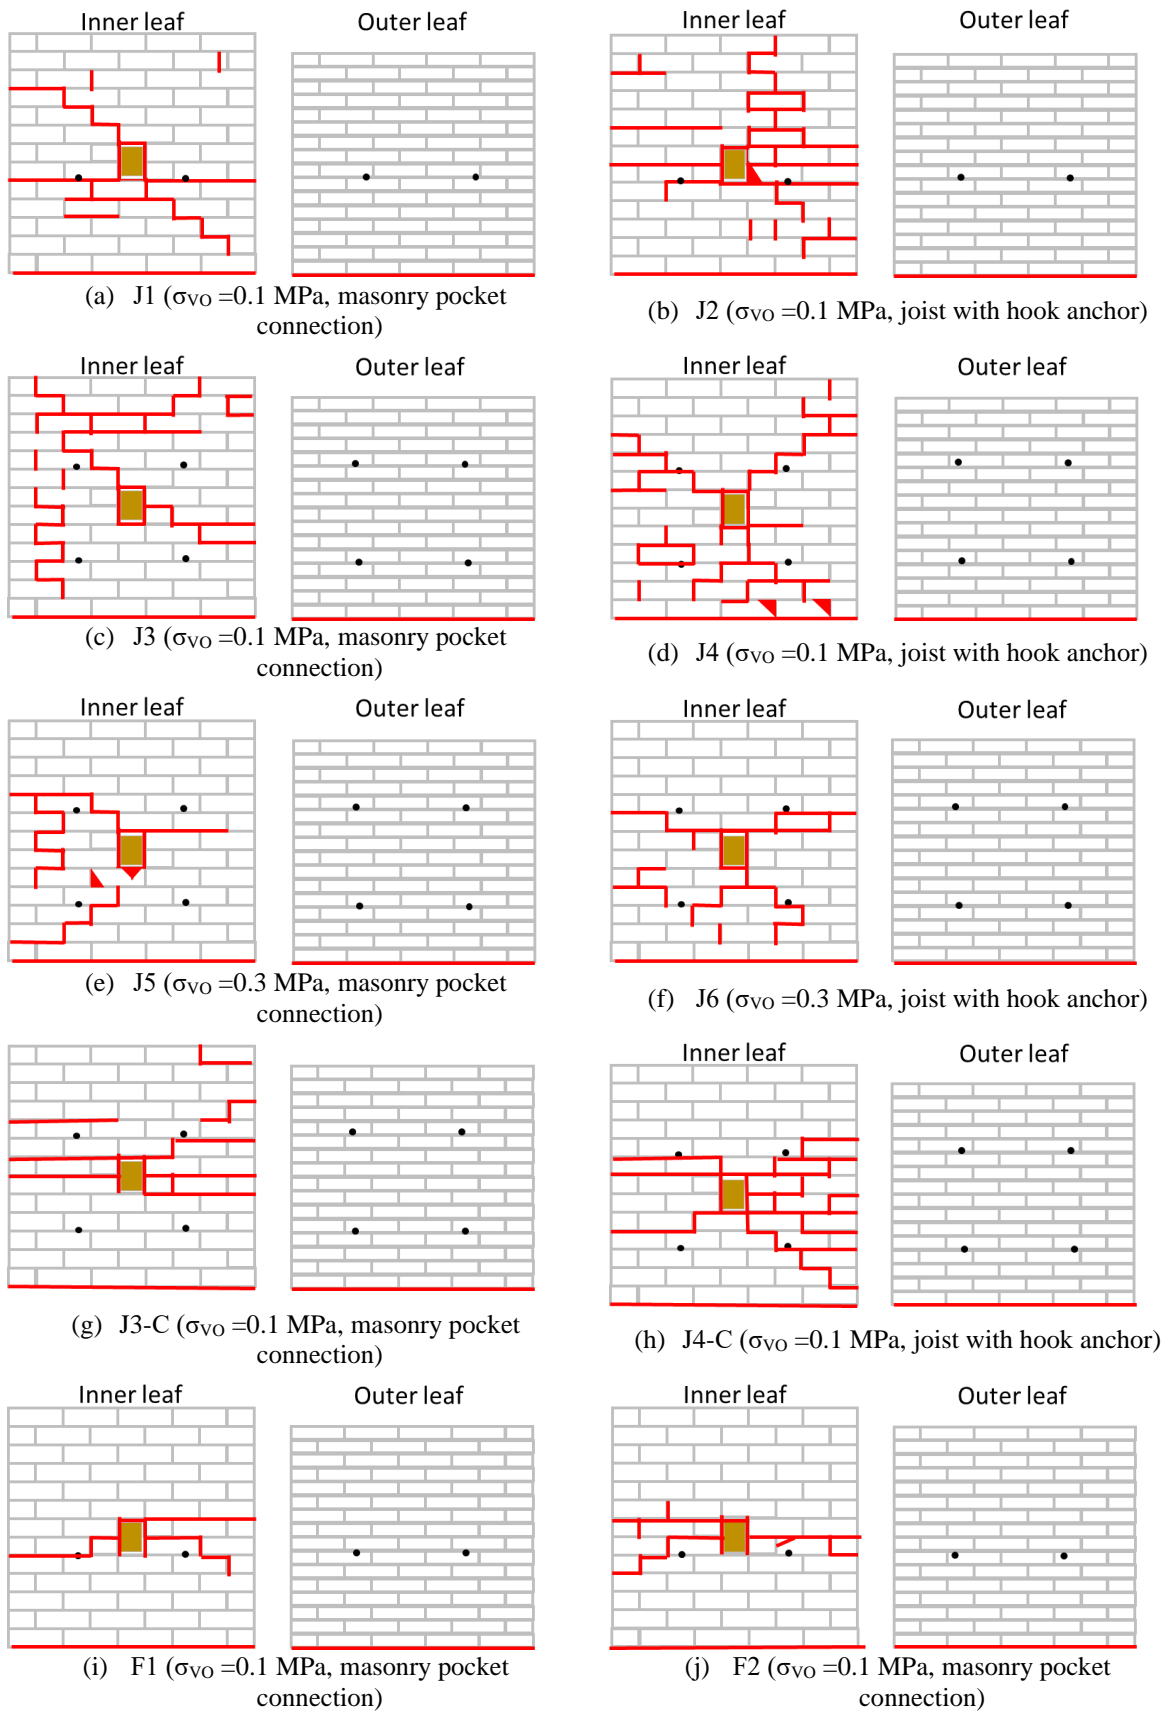 Inner leaf
Outer leaf
Inner leaf
Outer leaf
(a) J1 (σVO =0.1 MPa, masonry pocket
connection)
(b) J2 (σVO =0.1 MPa, joist with hook anchor)
Inner leaf
Outer leaf
Inner leaf
Outer leaf
(c) J3 (σVO =0.1 MPa, masonry pocket
connection)
(d) J4 (σVO =0.1 MPa, joist with hook anchor)
Inner leaf
Outer leaf
Inner leaf
Outer leaf
(e) J5 (σVO =0.3 MPa, masonry pocket
connection)
(f) J6 (σVO =0.3 MPa, joist with hook anchor)
Inner leaf
Outer leaf
(g) J3-C (σVO =0.1 MPa, masonry pocket
connection)
(h) J4-C (σVO =0.1 MPa, joist with hook anchor)
Inner leaf
Outer leaf
Inner leaf
Outer leaf
(i) F1 (σVO =0.1 MPa, masonry pocket
connection)
(j) F2 (σVO =0.1 MPa, masonry pocket
connection)